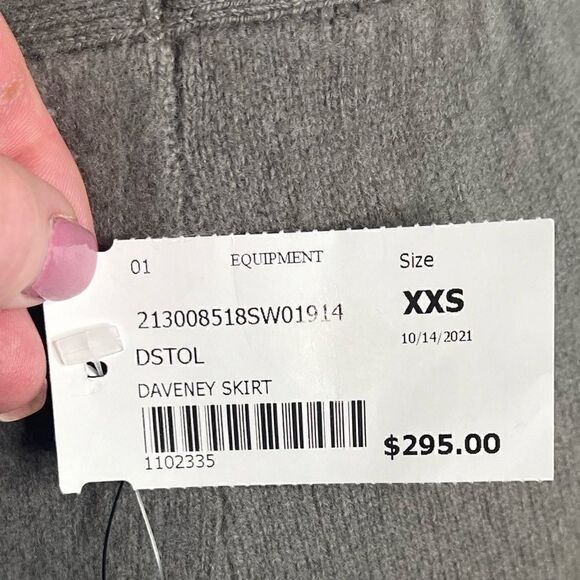 01 EQUIPMENT Size
213008518SW01914 XXS
10/14/2021
DSTOL
DAVENEY SKIRT
1102335 $295.00